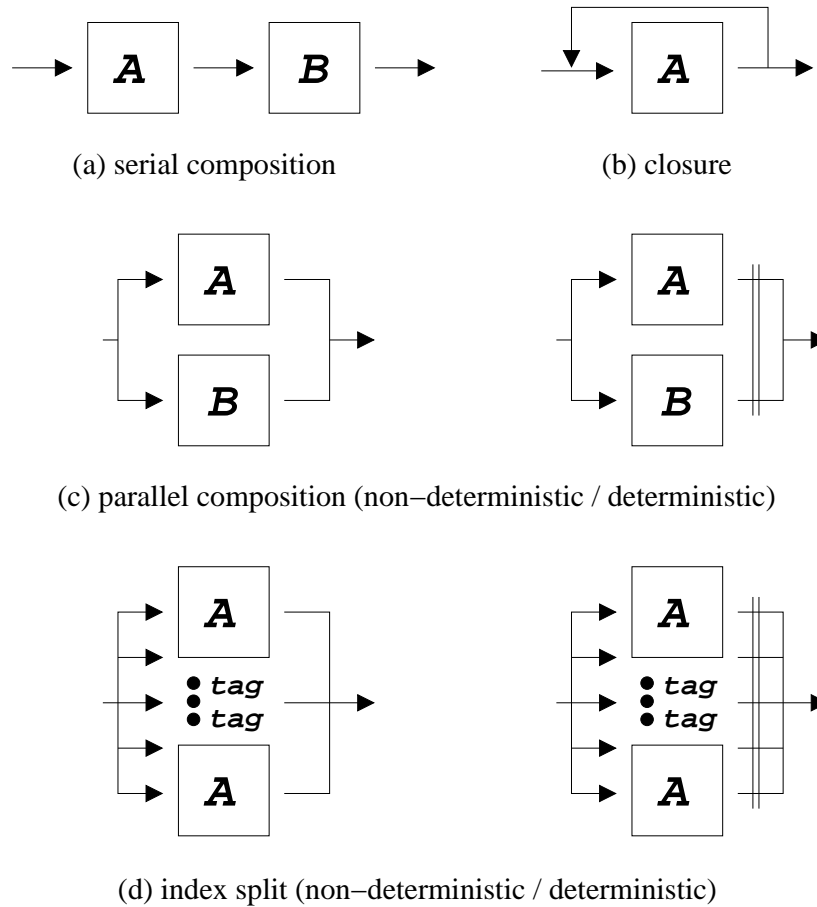 A B A
(a) serial composition (b) closure
A A
B B
(c) parallel composition (non−deterministic / deterministic)
A A
tag tag
tag tag
A A
(d) index split (non−deterministic / deterministic)